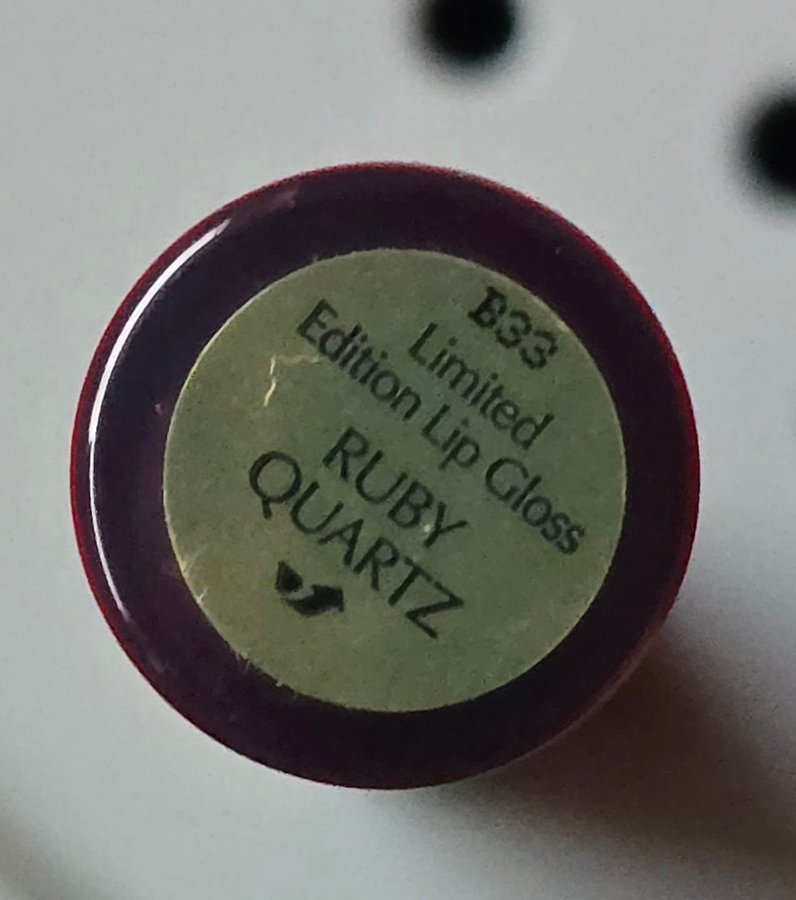 B33
Limited
Edition Lip Gloss
RUBY
QUARTZ